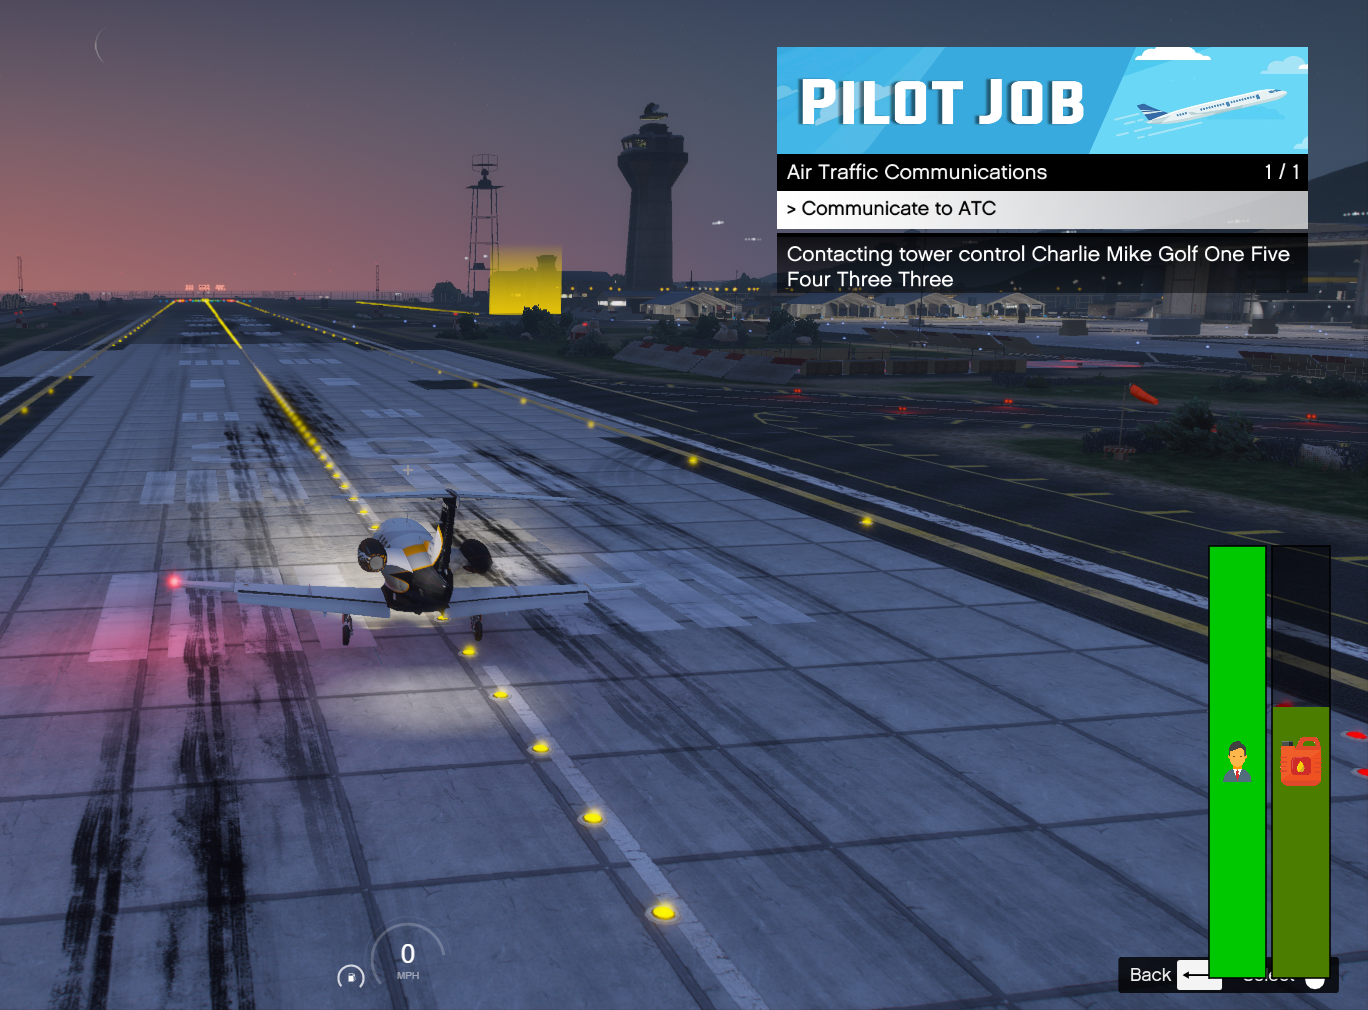 PILOT JOB
Air Traffic Communications 1 / 1
> Communicate to ATC
Contacting tower control Charlie Mike Golf One Five
Four Three Three
0
MPH
Back Select